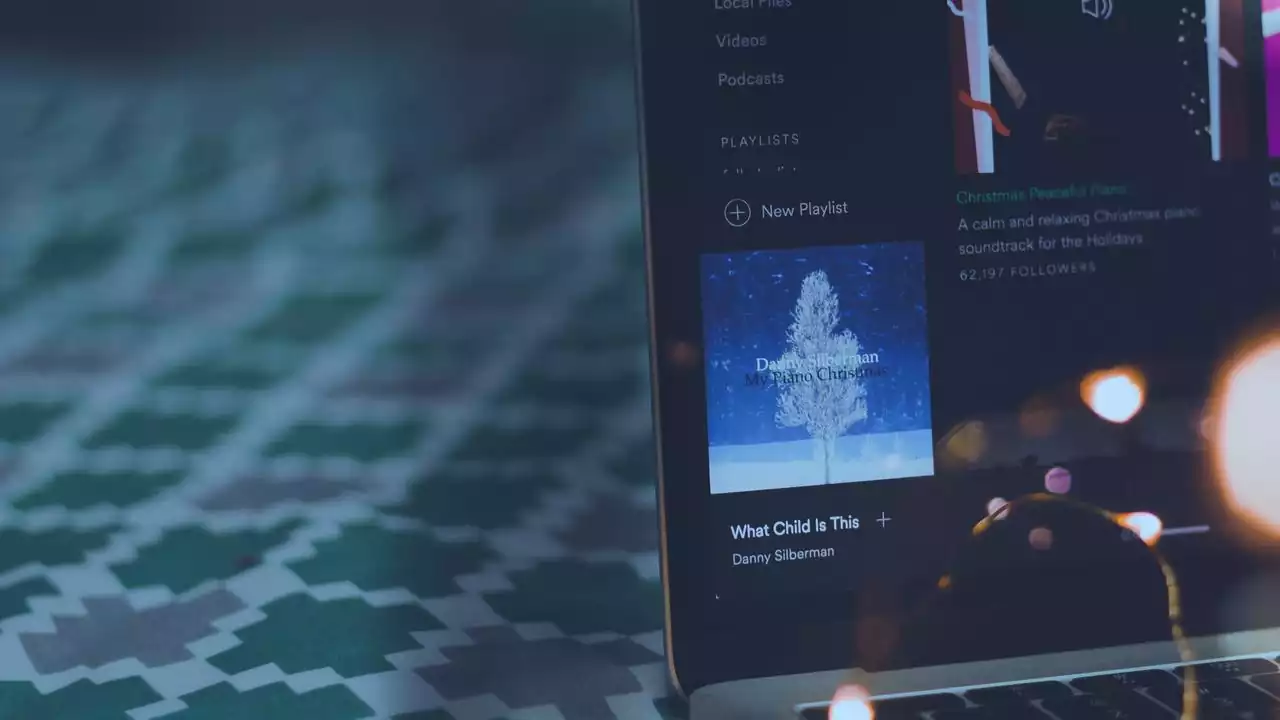 Local Files
Videos
Podcasts
PLAYLISTS
New Playlist
Danny Silberman
My Piano Christmas
What Child Is This
Danny Silberman
Christmas Peaceful Piano
A calm and relaxing Christmas piano
soundtrack for the Holidays
62,197 FOLLOWERS